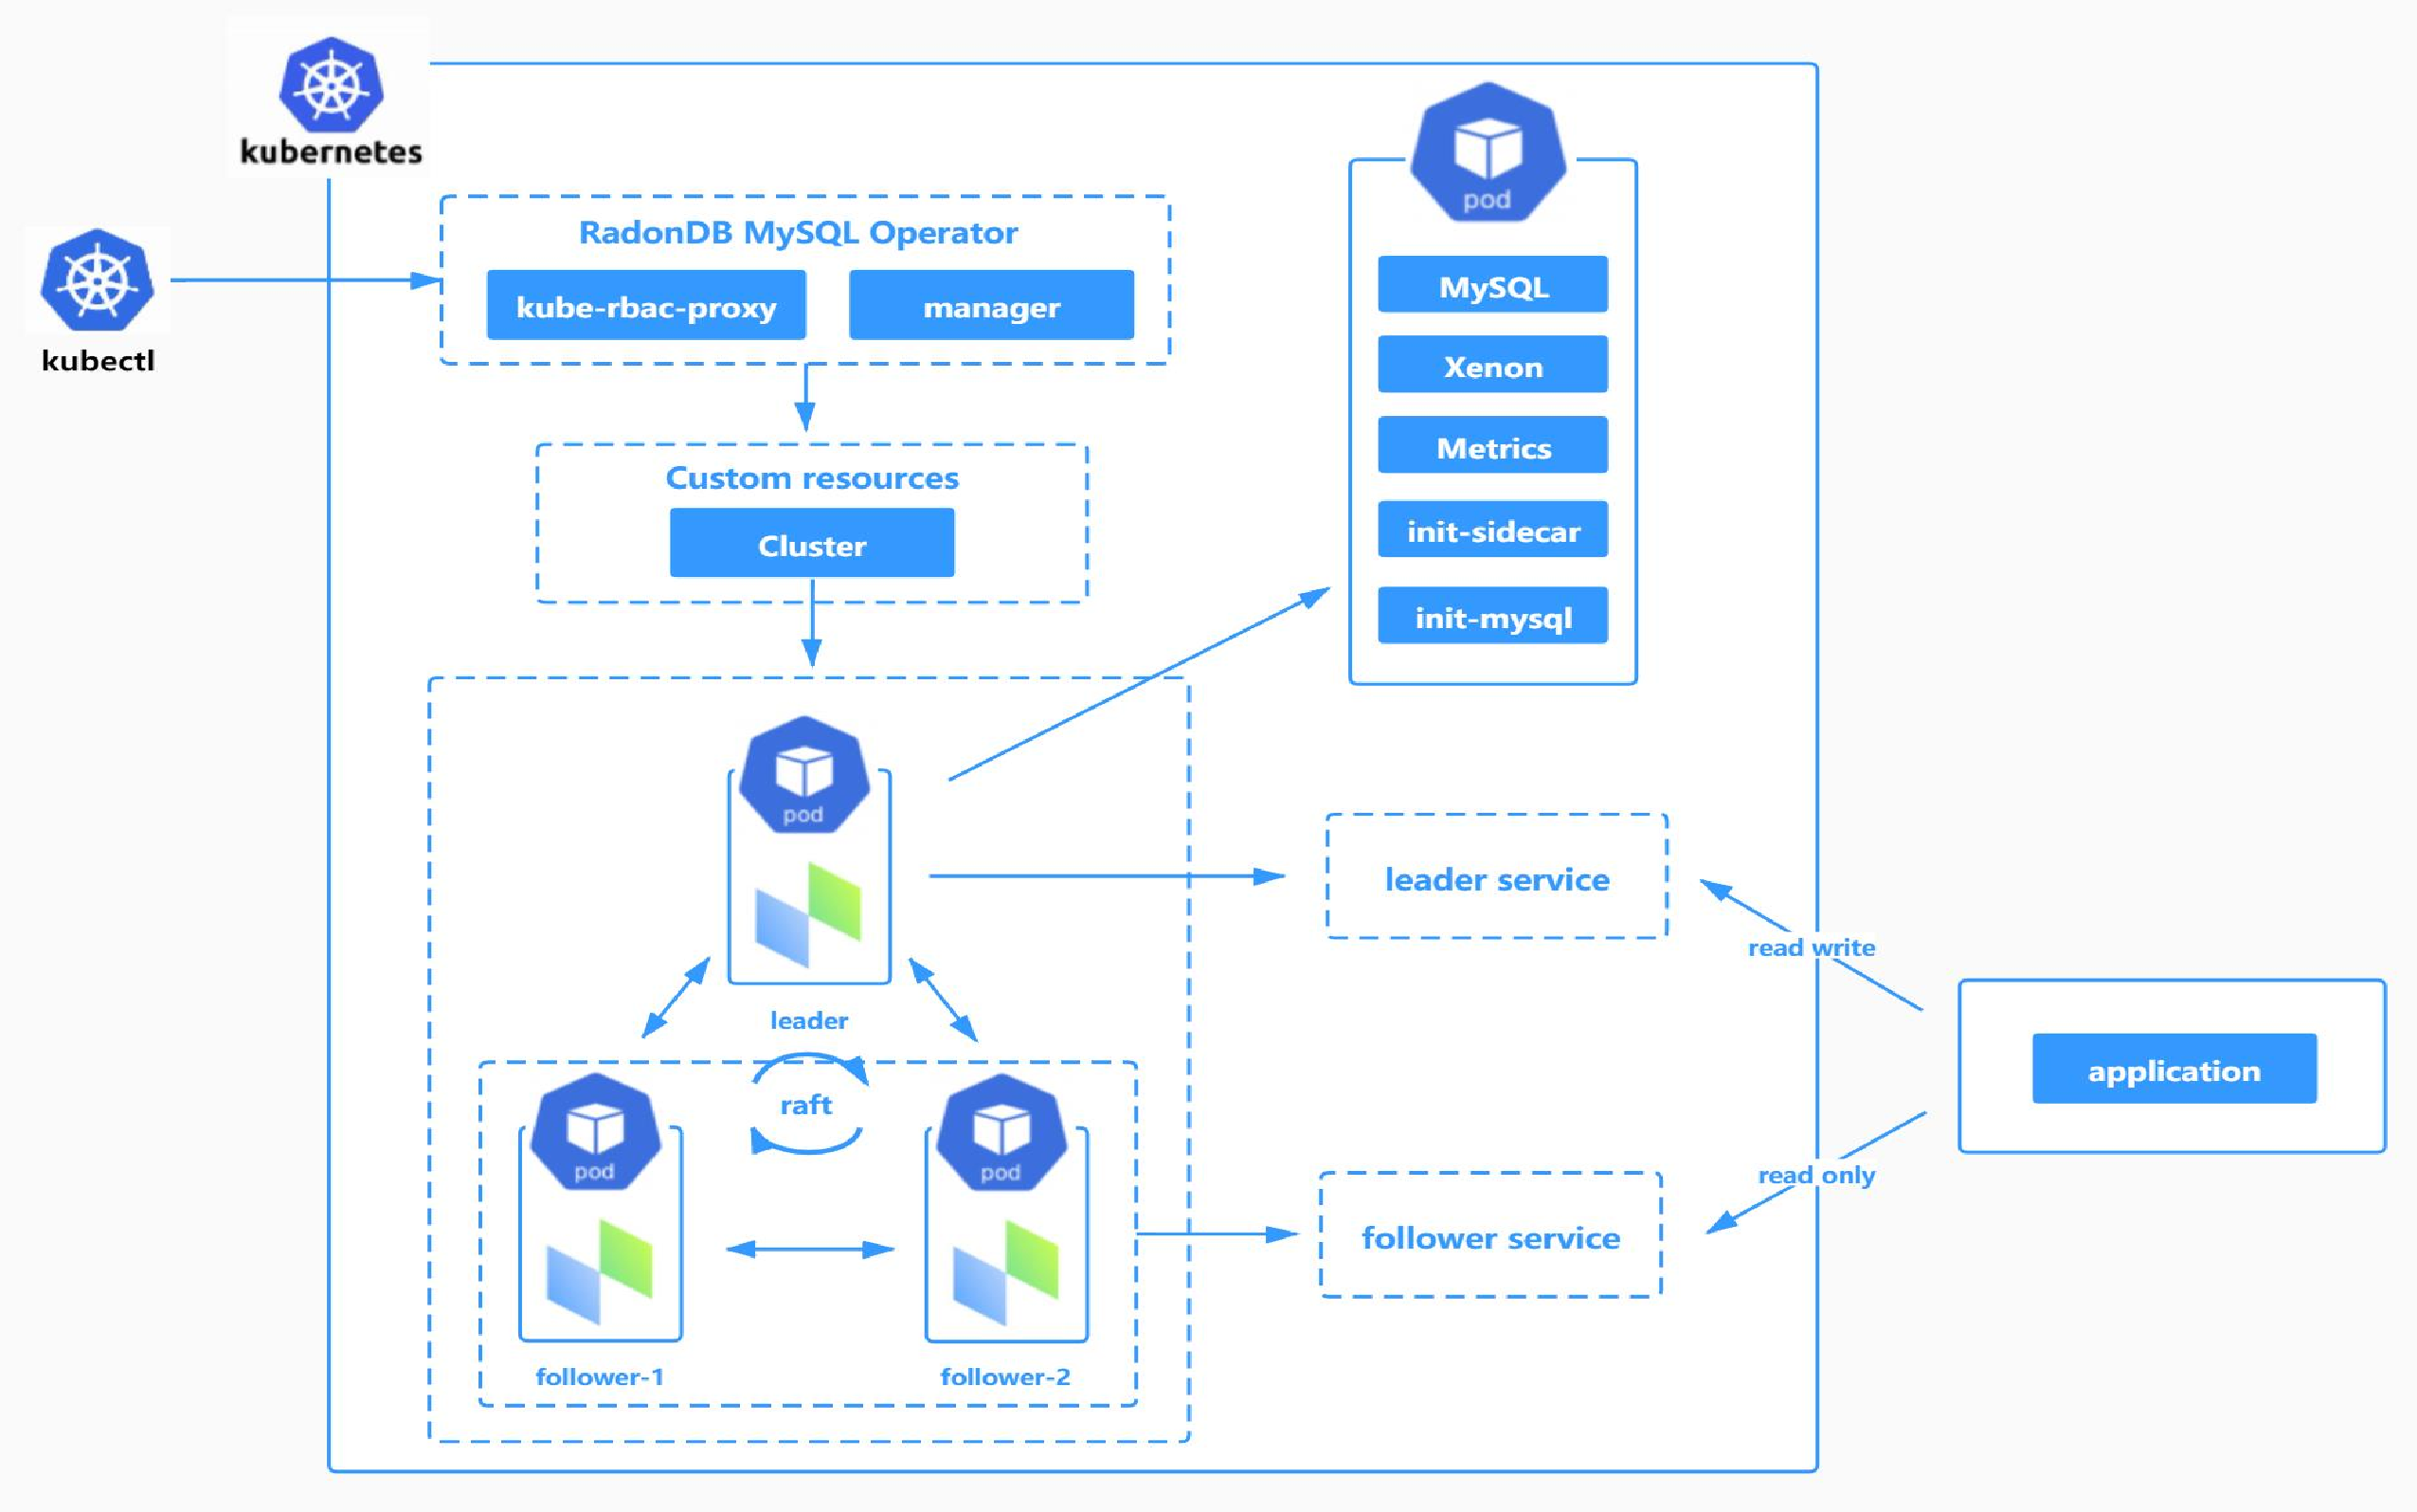 kubernetes
kubectl
RadonDB MySQL Operator
kube-rbac-proxy
manager
Custom resources
Cluster
pod
MySQL
Xenon
Metrics
init-sidecar
init-mysql
pod
leader
raft
pod
follower-1
pod
follower-2
leader service
follower service
read write
read only
application